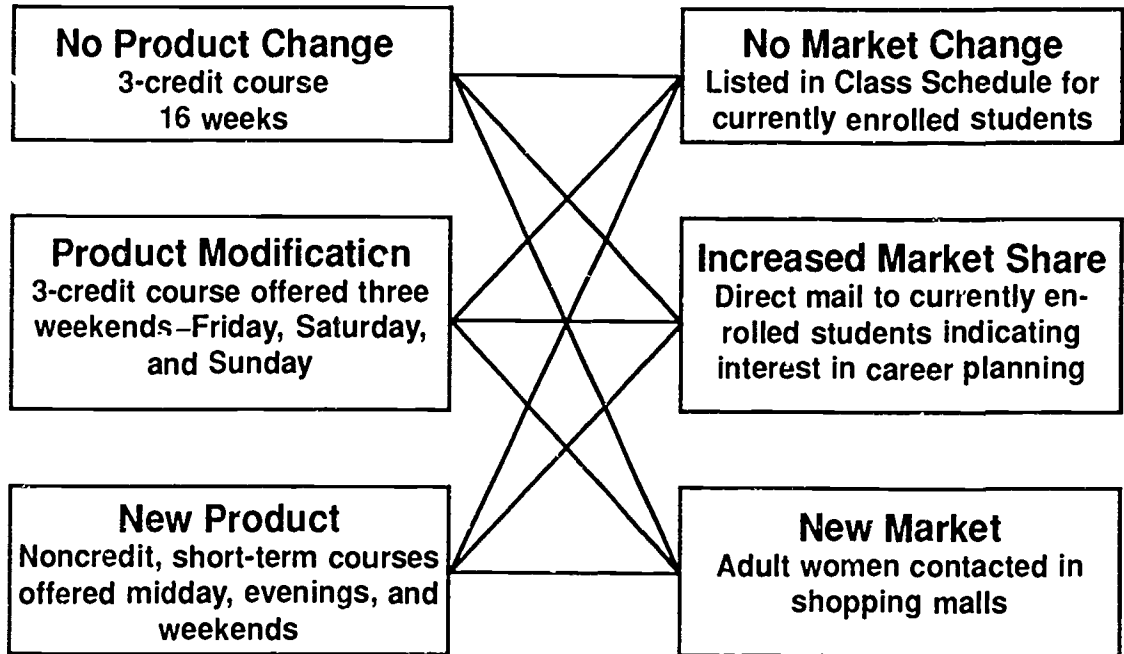 No Product Change
3-credit course
16 weeks
No Market Change
Listed in Class Schedule for
currently enrolled students
Product Modification
3-credit course offered three
weekends–Friday, Saturday,
and Sunday
Increased Market Share
Direct mail to currently en-
rolled students indicating
interest in career planning
New Product
Noncredit, short-term courses
offered midday, evenings, and
weekends
New Market
Adult women contacted in
shopping malls